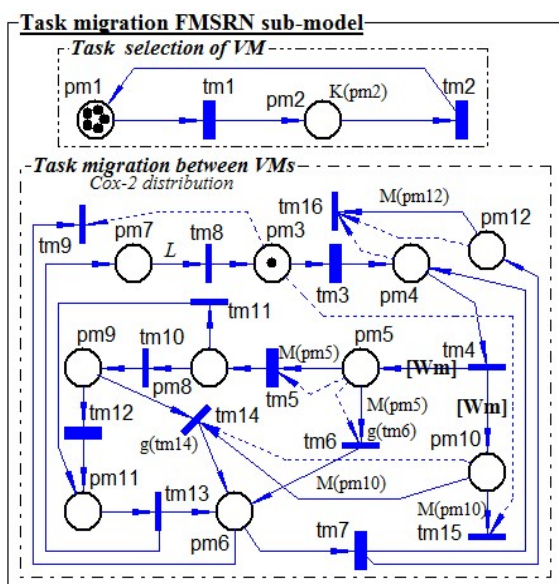 Task migration FMSRN sub-model
Task selection of VM
pm1
tm1
pm2
K(pm2)
tm2
Task migration between VMs
Cox-2 distribution
tm9
pm7
L
tm8
pm3
tm16
M(pm12)
pm12
tm3
pm4
tm11
pm9
tm10
pm8
M(pm5)
tm5
pm5
[Wm]
tm4
[Wm]
tm12
g(tm14)
tm14
M(pm5)
g(tm6)
tm6
pm10
M(pm10)
M(pm10)
tm15
pm11
tm13
pm6
tm7